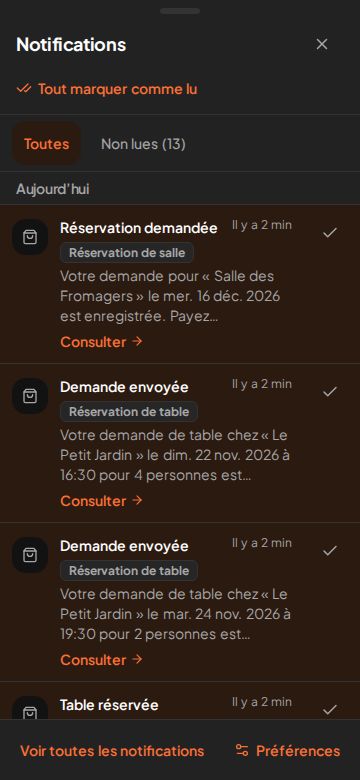 Notifications
Tout marquer comme lu
Toutes
Non lues (13)
Aujourd'hui
Réservation demandée
Il y a 2 min
Réservation de salle
Votre demande pour « Salle des
Fromagers » le mer. 16 déc. 2026
est enregistrée. Payez…
Consulter →
Demande envoyée
Il y a 2 min
Réservation de table
Votre demande de table chez « Le
Petit Jardin » le dim. 22 nov. 2026 à
16:30 pour 4 personnes est…
Consulter →
Demande envoyée
Il y a 2 min
Réservation de table
Votre demande de table chez « Le
Petit Jardin » le mar. 24 nov. 2026 à
19:30 pour 2 personnes est…
Consulter →
Table réservée
Il y a 2 min
Voir toutes les notifications
Préférences